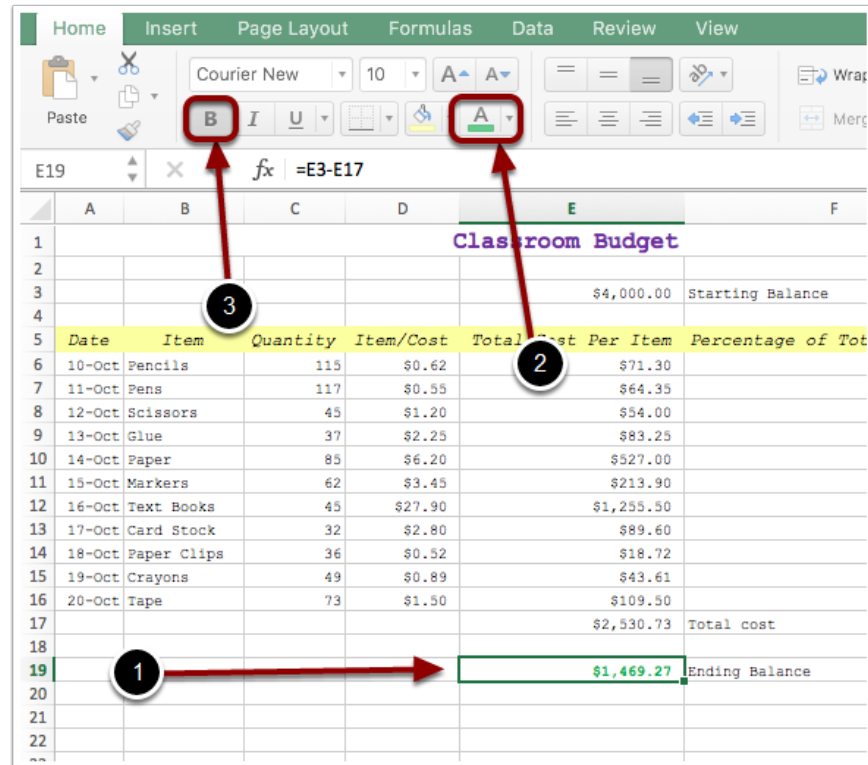 Home Insert Page Layout Formulas Data Review View
Courier New 10 A A Wrap
Paste B I U A Merg
E19 fx =E3-E17
A B C D E F
1 Classroom Budget
2
3 $4,000.00 Starting Balance
4
5 Date Item Quantity Item/Cost Total Cost Per Item Percentage of Tot
6 10-Oct Pencils 115 $0.62 $71.30
7 11-Oct Pens 117 $0.55 $64.35
8 12-Oct Scissors 45 $1.20 $54.00
9 13-Oct Glue 37 $2.25 $83.25
10 14-Oct Paper 85 $6.20 $527.00
11 15-Oct Markers 62 $3.45 $213.90
12 16-Oct Text Books 45 $27.90 $1,255.50
13 17-Oct Card Stock 32 $2.80 $89.60
14 18-Oct Paper Clips 36 $0.52 $18.72
15 19-Oct Crayons 49 $0.89 $43.61
16 20-Oct Tape 73 $1.50 $109.50
17 $2,530.73 Total cost
18
19 $1,469.27 Ending Balance
20
21
22
3
2
1